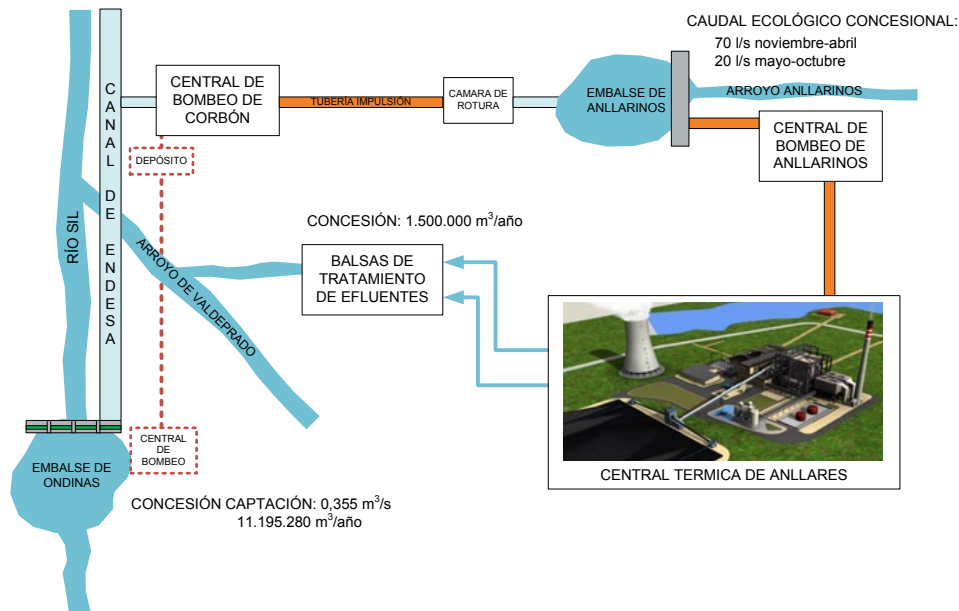 CAUDAL ECOLÓGICO CONCESIONAL:
70 l/s noviembre-abril
20 l/s mayo-octubre
CANAL DE ENDESA
CENTRAL DE
BOMBEO DE
CORBÓN
TUBERÍA IMPULSIÓN
CAMARA DE
ROTURA
EMBALSE DE
ANLLARINOS
ARROYO ANLLARINOS
CENTRAL DE
BOMBEO DE
ANLLARINOS
DEPÓSITO
RÍO SIL
ARROYO DE VALDEPRADO
CONCESIÓN: 1.500.000 m³/año
BALSAS DE
TRATAMIENTO
DE EFLUENTES
CENTRAL TERMICA DE ANLLARES
EMBALSE DE
ONDINAS
CENTRAL
DE
BOMBEO
CONCESIÓN CAPTACIÓN: 0,355 m³/s
11.195.280 m³/año